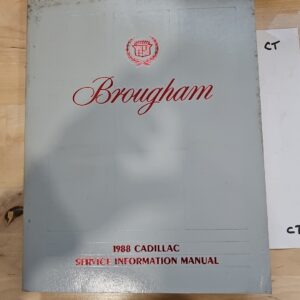 Brougham
1988 CADILLAC
SERVICE INFORMATION MANUAL
CT
CT